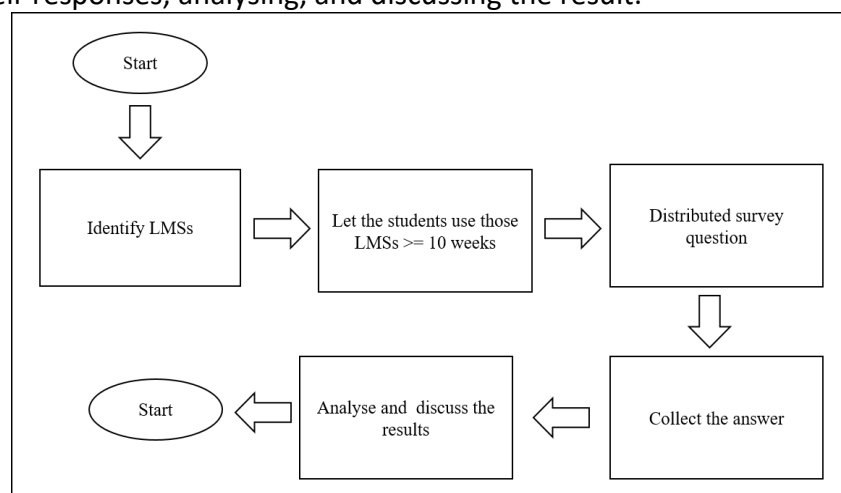 responses, analysing, and discussing the result.
Start
Identify LMSs
Let the students use those
LMSs >= 10 weeks
Distributed survey
question
Collect the answer
Analyse and discuss the
results
Start